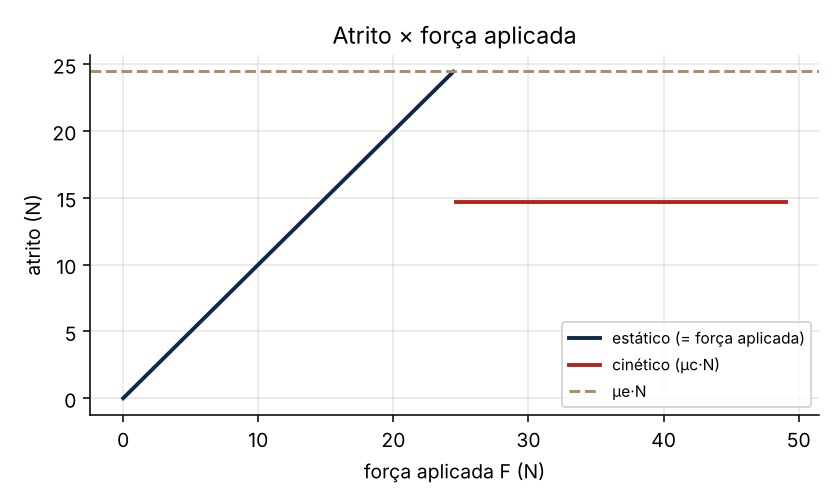 Atrito × força aplicada
atrito (N)
25
20
15
10
5
0
0 10 20 30 40 50
força aplicada F (N)
estático (= força aplicada)
cinético (μc·N)
μe·N